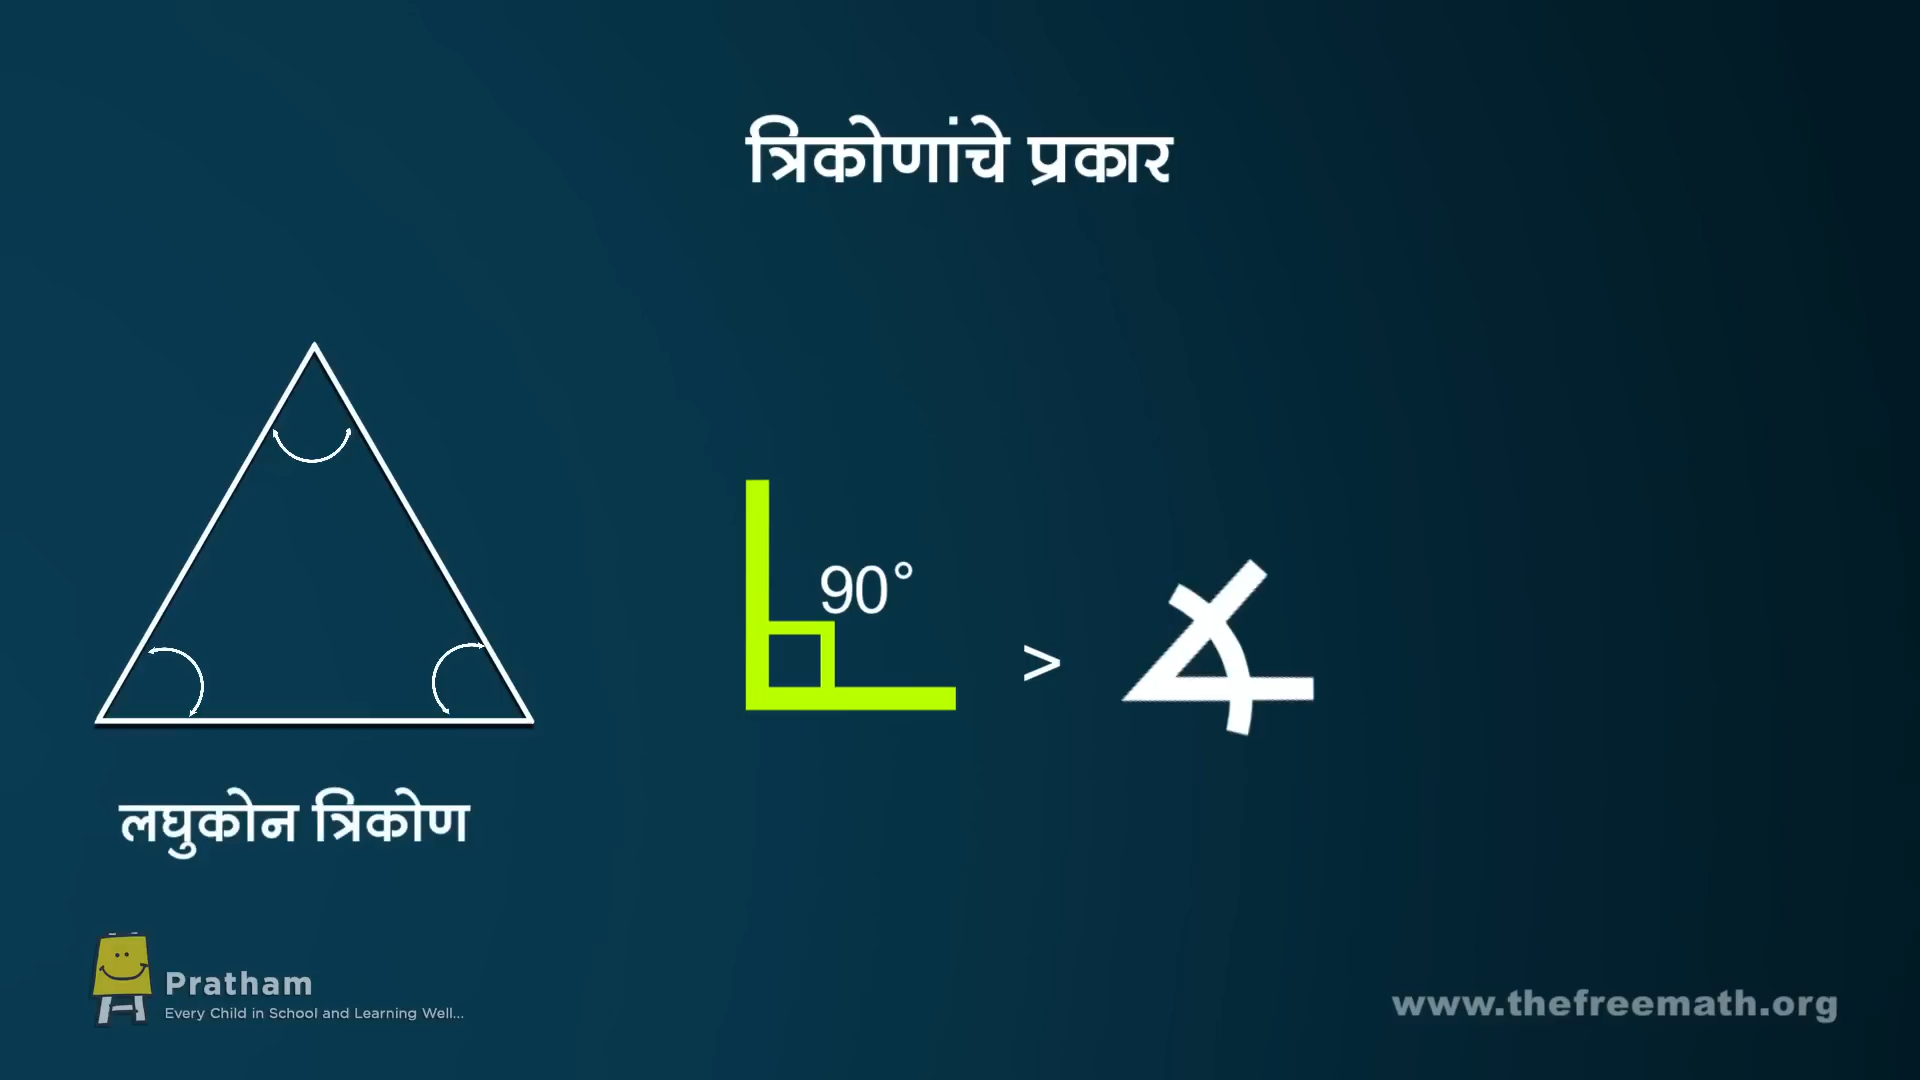 त्रिकोणांचे प्रकार
90°
>
लघुकोन त्रिकोण
Pratham
Every Child in School and Learning Well...
www.thefreemath.org